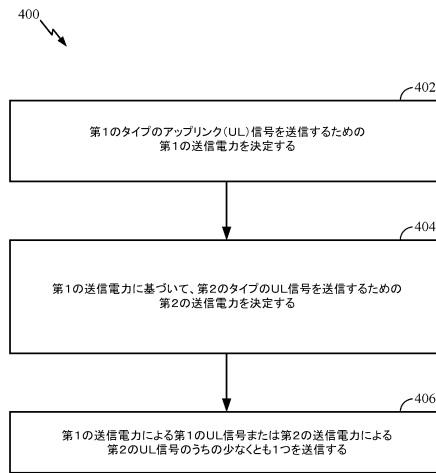 400
402
第1のタイプのアップリンク(UL)信号を送信するための
第1の送信電力を決定する
404
第1の送信電力に基づいて、第2のタイプのUL信号を送信するための
第2の送信電力を決定する
406
第1の送信電力による第1のUL信号または第2の送信電力による
第2のUL信号のうちの少なくとも1つを送信する